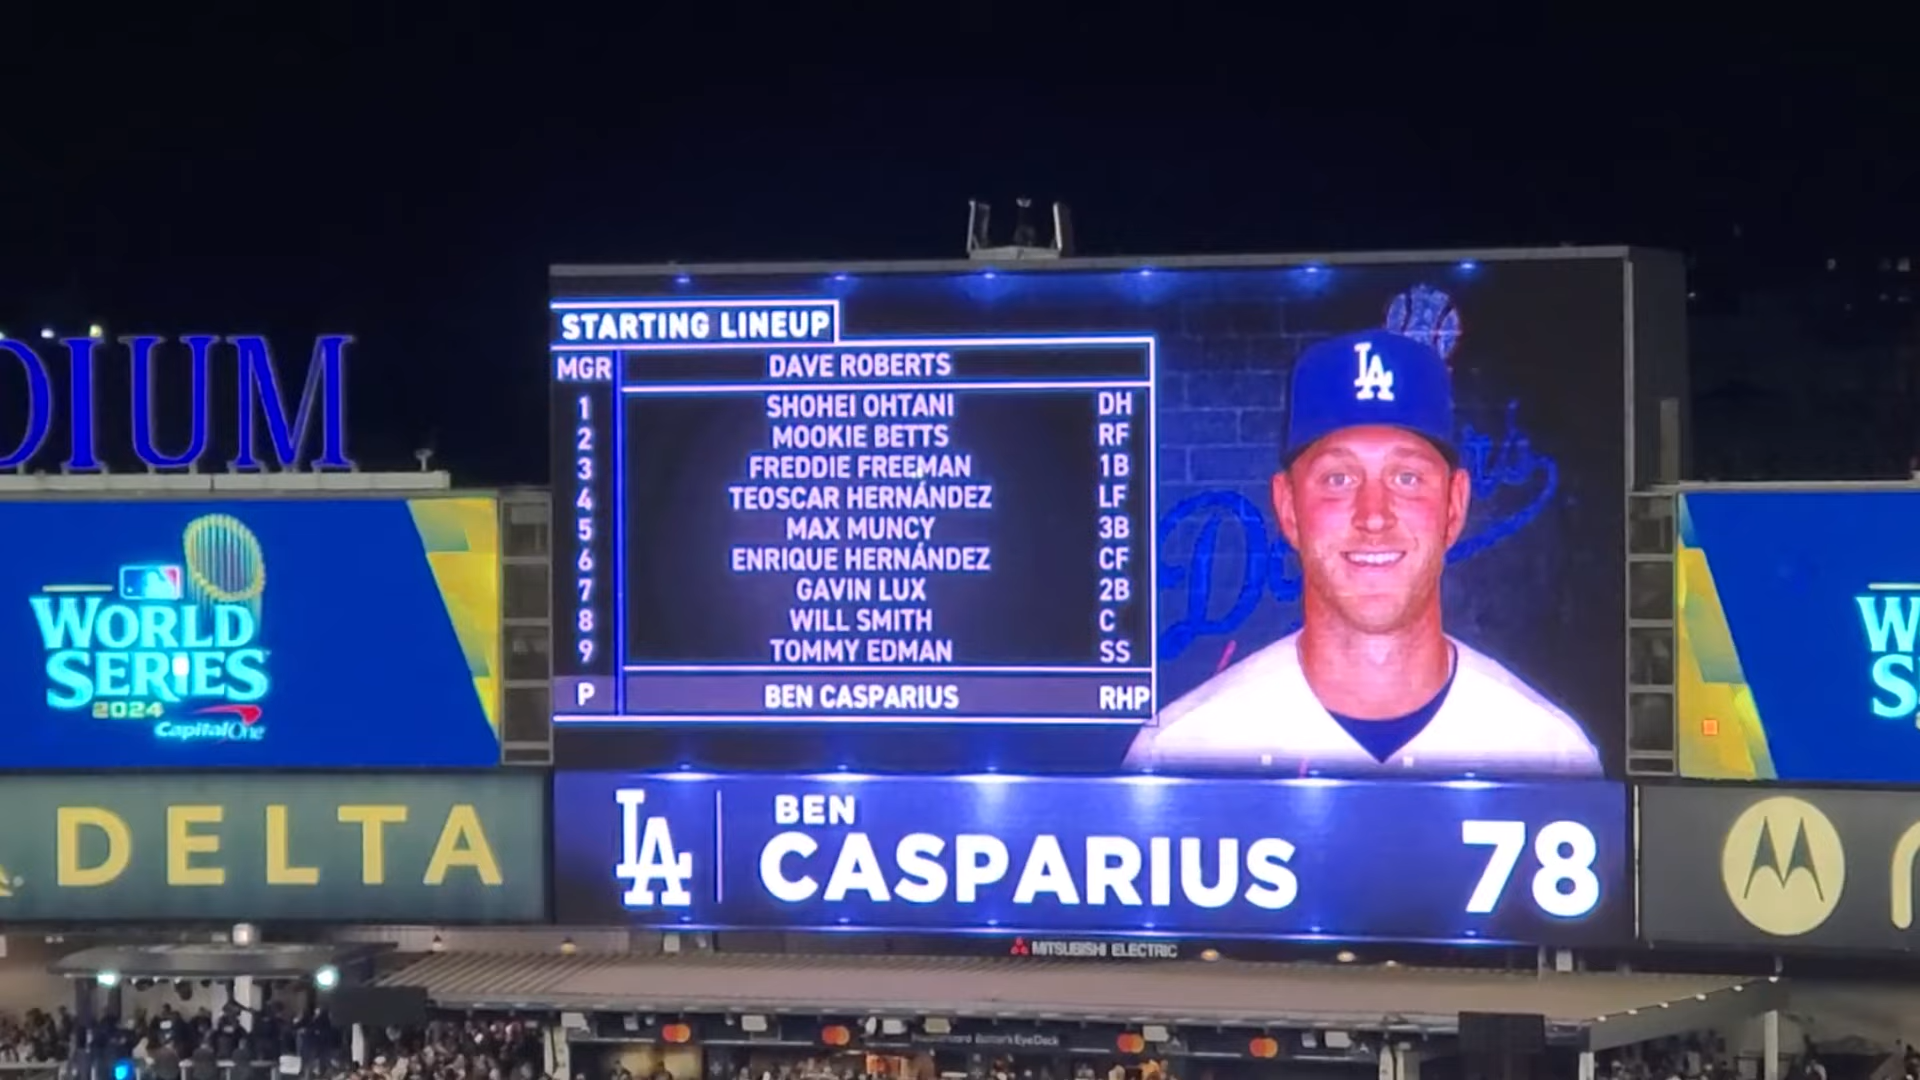 DIUM
STARTING LINEUP
MGR DAVE ROBERTS
1 SHOHEI OHTANI DH
2 MOOKIE BETTS RF
3 FREDDIE FREEMAN 1B
4 TEOSCAR HERNÁNDEZ LF
5 MAX MUNCY 3B
6 ENRIQUE HERNÁNDEZ CF
7 GAVIN LUX 2B
8 WILL SMITH C
9 TOMMY EDMAN SS
P BEN CASPARIUS RHP
LA
WORLD
SERIES
2024
Capital One
W
S
DELTA
LA
BEN
CASPARIUS
78
MITSUBISHI ELECTRIC